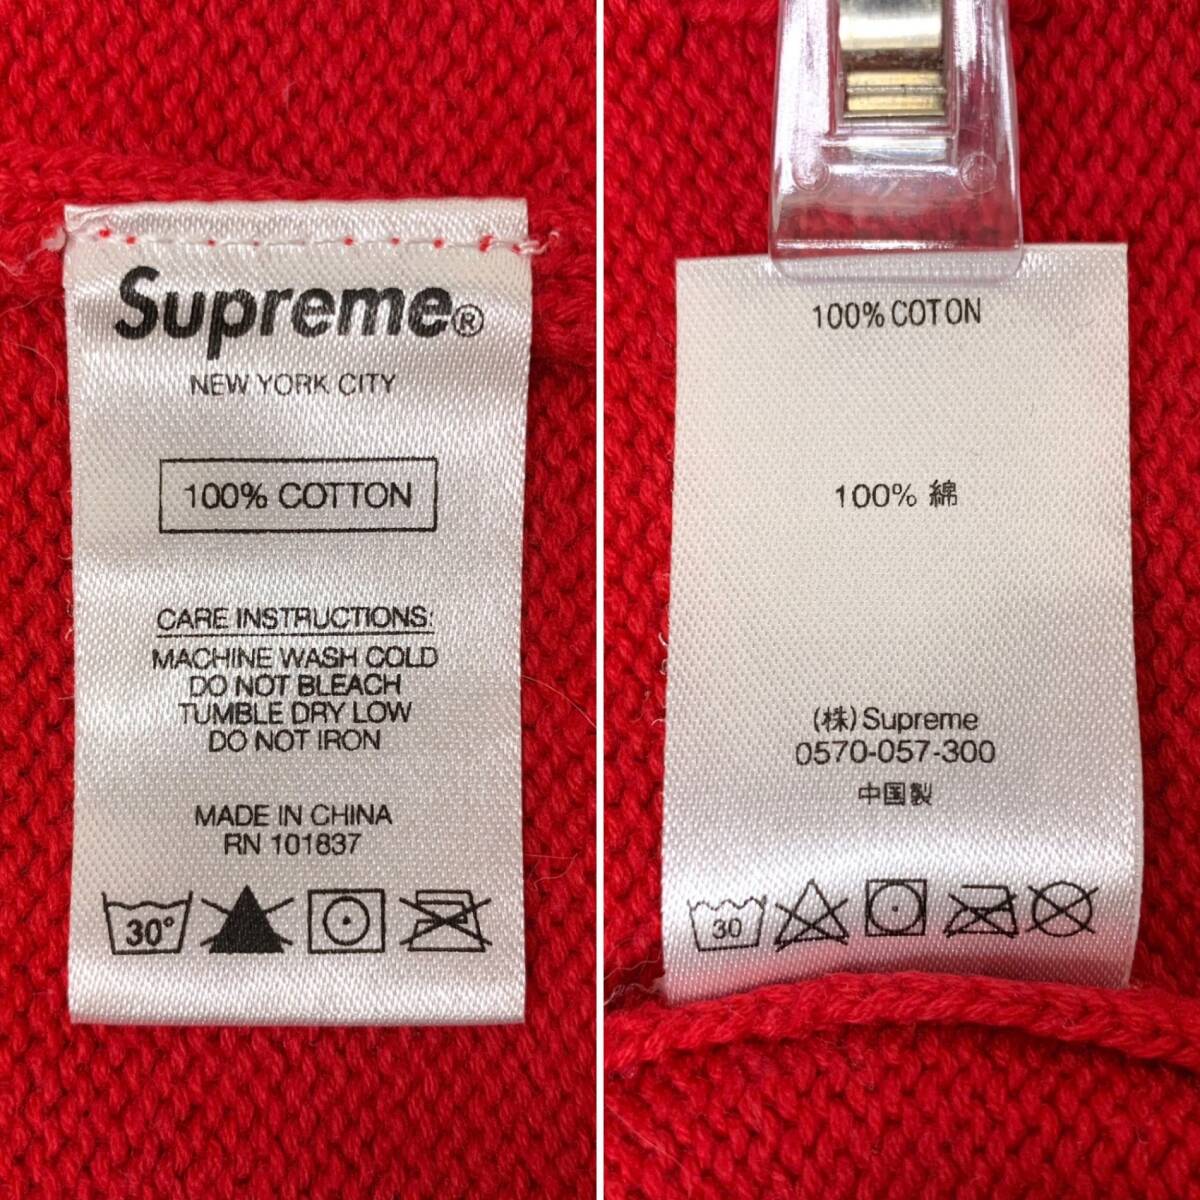 Supreme®
NEW YORK CITY
100% COTTON
CARE INSTRUCTIONS:
MACHINE WASH COLD
DO NOT BLEACH
TUMBLE DRY LOW
DO NOT IRON
MADE IN CHINA
RN 101837
30°
100% COTON
100% 綿
(株)Supreme
0570-057-300
中国製
30